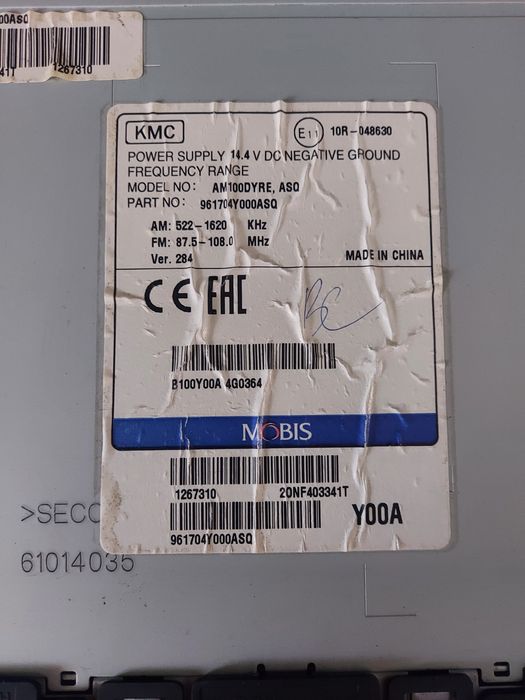 00ASQ
41T 1267310
KMC E11 10R-048630
POWER SUPPLY 14.4 V DC NEGATIVE GROUND
FREQUENCY RANGE
MODEL NO: AM100DYRE, ASQ
PART NO: 961704Y000ASQ
AM: 522-1620 KHz
FM: 87.5-108.0 MHz
Ver. 284 MADE IN CHINA
CE EAC
B100Y00A 4G0364
MOBIS
1267310 20NF403341T
Y00A
961704Y000ASQ
>SECC
61014035